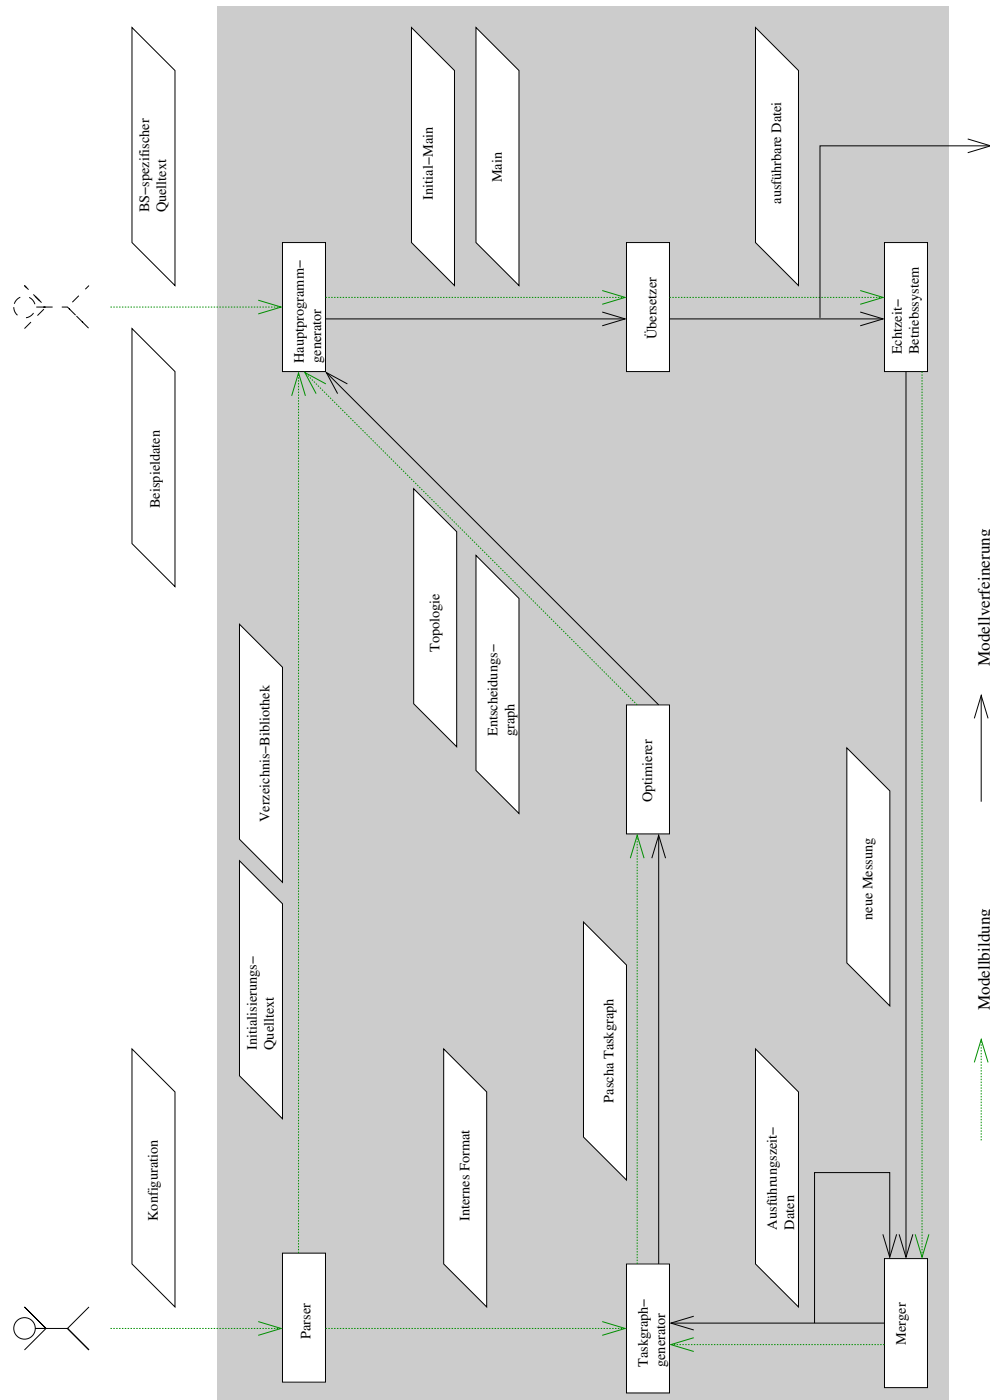 Konfiguration
Beispieldaten
BS−spezifischer
Quelltext
Initialisierungs−
Quelltext
Verzeichnis−Bibliothek
Parser
Hauptprogramm−
generator
Internes Format
Topologie
Initial−Main
Entscheidungs−
graph
Main
Pascha Taskgraph
Taskgraph−
generator
Optimierer
Übersetzer
Ausführungszeit−
Daten
ausführbare Datei
neue Messung
Merger
Echtzeit−
Betriebssystem
Modellbildung
Modellverfeinerung